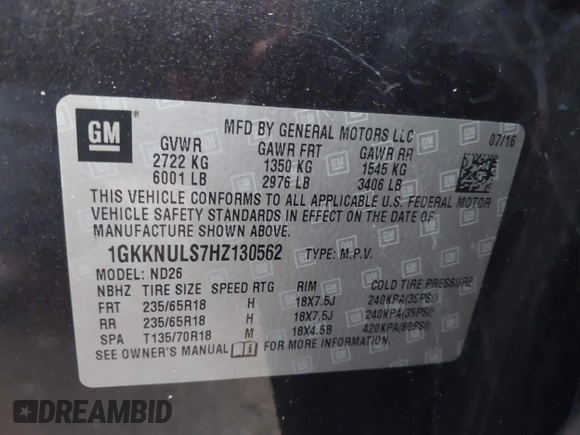 GM
MFD BY GENERAL MOTORS LLC 07/16
GVWR GAWR FRT GAWR RR
2722 KG 1350 KG 1545 KG
6001 LB 2976 LB 3406 LB
THIS VEHICLE CONFORMS TO ALL APPLICABLE U.S. FEDERAL MOTOR
VEHICLE SAFETY STANDARDS IN EFFECT ON THE DATE OF
MANUFACTURE SHOWN ABOVE.
1GKKNULS7HZ130562 TYPE: M.P.V.
MODEL: ND26
NBHZ TIRE SIZE SPEED RTG RIM COLD TIRE PRESSURE
FRT 235/65R18 H 18X7.5J 240KPA(35PSI)
RR 235/65R18 H 18X7.5J 240KPA(35PSI)
SPA T135/70R18 M 18X4.5B 420KPA(60PSI)
SEE OWNER'S MANUAL FOR MORE INFORMATION.
DREAMBID